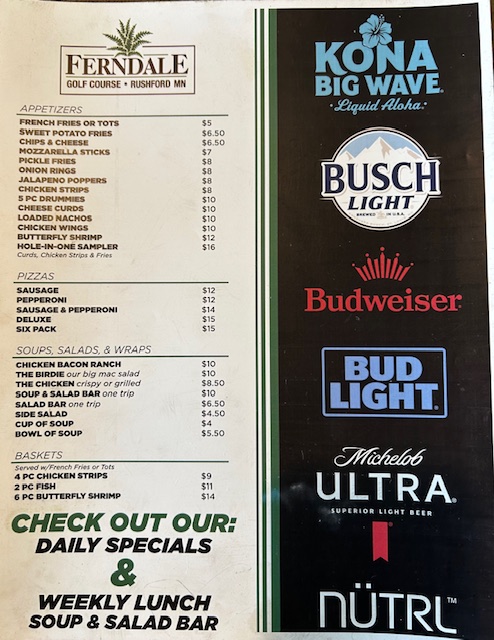 FERNDALE
GOLF COURSE • RUSHFORD MN
APPETIZERS
FRENCH FRIES OR TOTS $5
SWEET POTATO FRIES $6.50
CHIPS & CHEESE $6.50
MOZZARELLA STICKS $7
PICKLE FRIES $8
ONION RINGS $8
JALAPENO POPPERS $8
CHICKEN STRIPS $8
5 PC DRUMMIES $10
CHEESE CURDS $10
LOADED NACHOS $10
CHICKEN WINGS $10
BUTTERFLY SHRIMP $12
HOLE-IN-ONE SAMPLER $16
Curds, Chicken Strips & Fries
PIZZAS
SAUSAGE $12
PEPPERONI $12
SAUSAGE & PEPPERONI $14
DELUXE $15
SIX PACK $15
SOUPS, SALADS, & WRAPS
CHICKEN BACON RANCH $10
THE BIRDIE our big mac salad $10
THE CHICKEN crispy or grilled $8.50
SOUP & SALAD BAR one trip $10
SALAD BAR one trip $6.50
SIDE SALAD $4.50
CUP OF SOUP $4
BOWL OF SOUP $5.50
BASKETS
Served w/French Fries or Tots
4 PC CHICKEN STRIPS $9
2 PC FISH $11
6 PC BUTTERFLY SHRIMP $14
CHECK OUT OUR:
DAILY SPECIALS
&
WEEKLY LUNCH
SOUP & SALAD BAR
KONA
BIG WAVE®
• Liquid Aloha •
BUSCH
LIGHT
BREWED IN U.S.A.
Budweiser®
BUD
LIGHT®
Michelob
ULTRA®
SUPERIOR LIGHT BEER
NÜTRL™